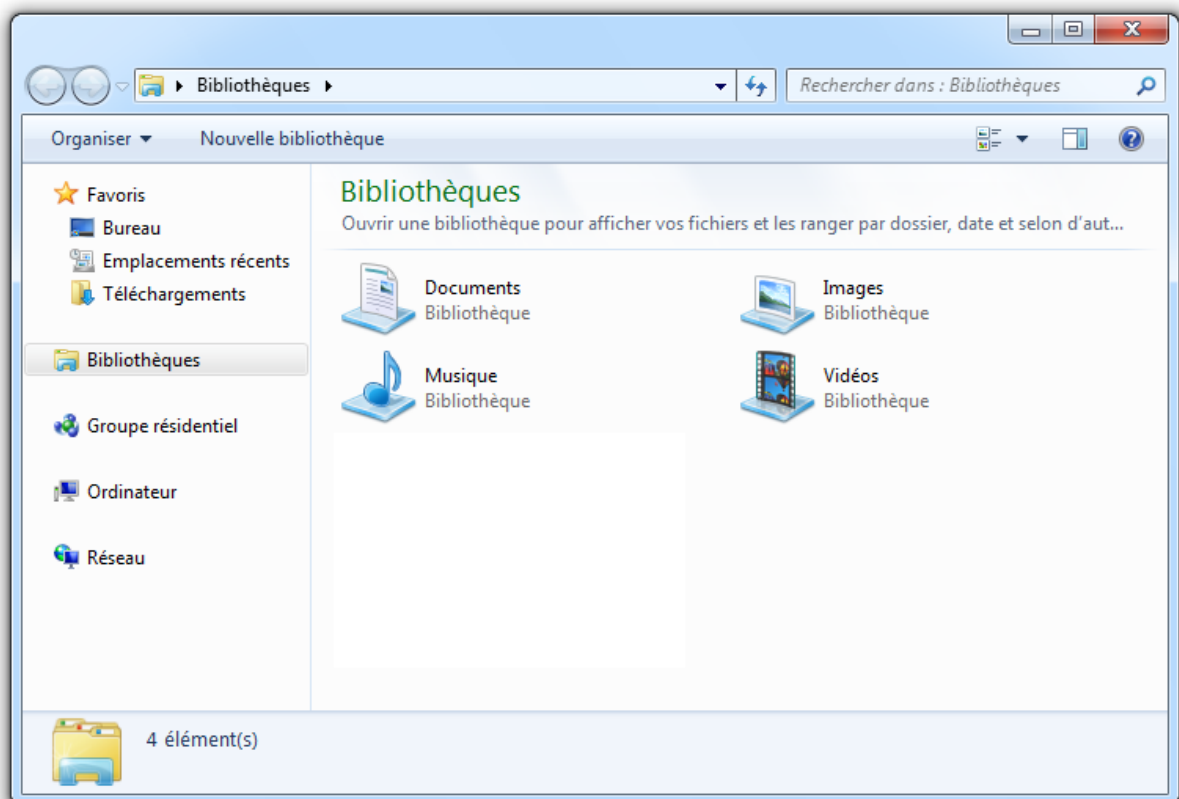 Bibliothèques
Rechercher dans : Bibliothèques
Organiser
Nouvelle bibliothèque
Favoris
Bureau
Emplacements récents
Téléchargements
Bibliothèques
Groupe résidentiel
Ordinateur
Réseau
Bibliothèques
Ouvrir une bibliothèque pour afficher vos fichiers et les ranger par dossier, date et selon d'aut...
Documents
Bibliothèque
Images
Bibliothèque
Musique
Bibliothèque
Vidéos
Bibliothèque
4 élément(s)